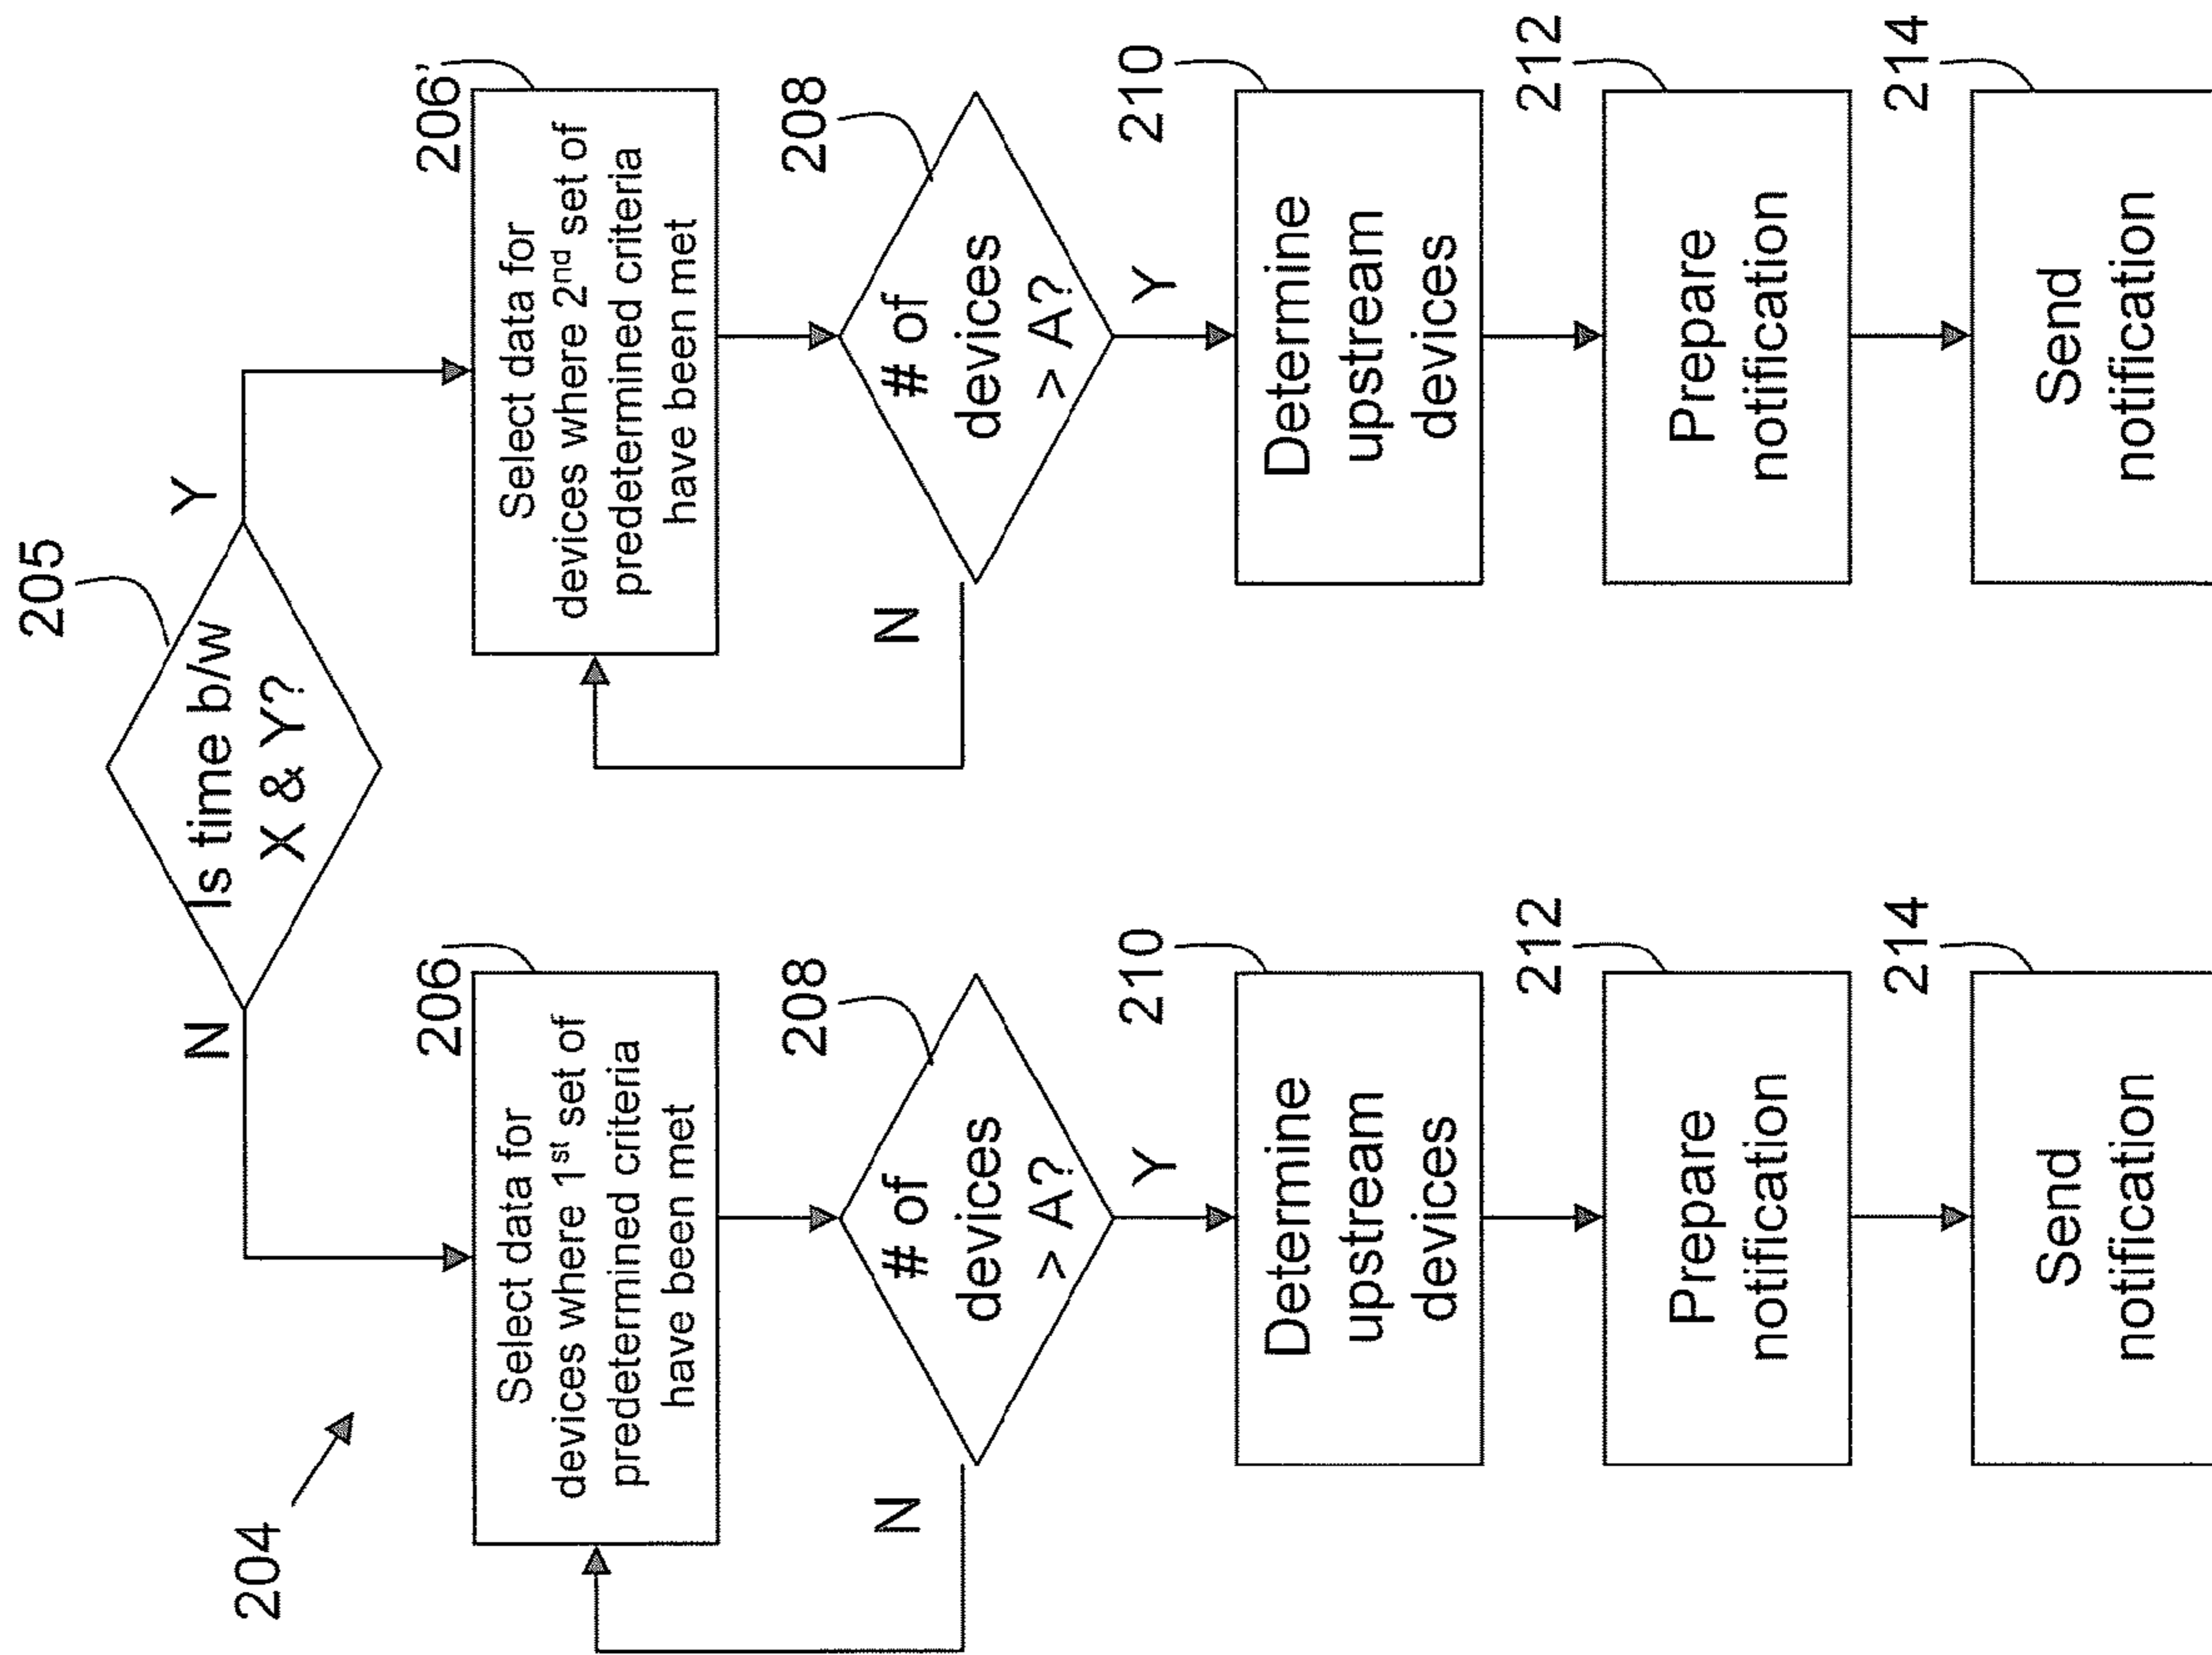 204
205
Is time b/w
X & Y?
N
Y
206
Select data for
devices where 1st set of
predetermined criteria
have been met
208
# of
devices
> A?
N
Y
210
Determine
upstream
devices
212
Prepare
notification
214
Send
notification
206'
Select data for
devices where 2nd set of
predetermined criteria
have been met
208
# of
devices
> A?
N
Y
210
Determine
upstream
devices
212
Prepare
notification
214
Send
notification